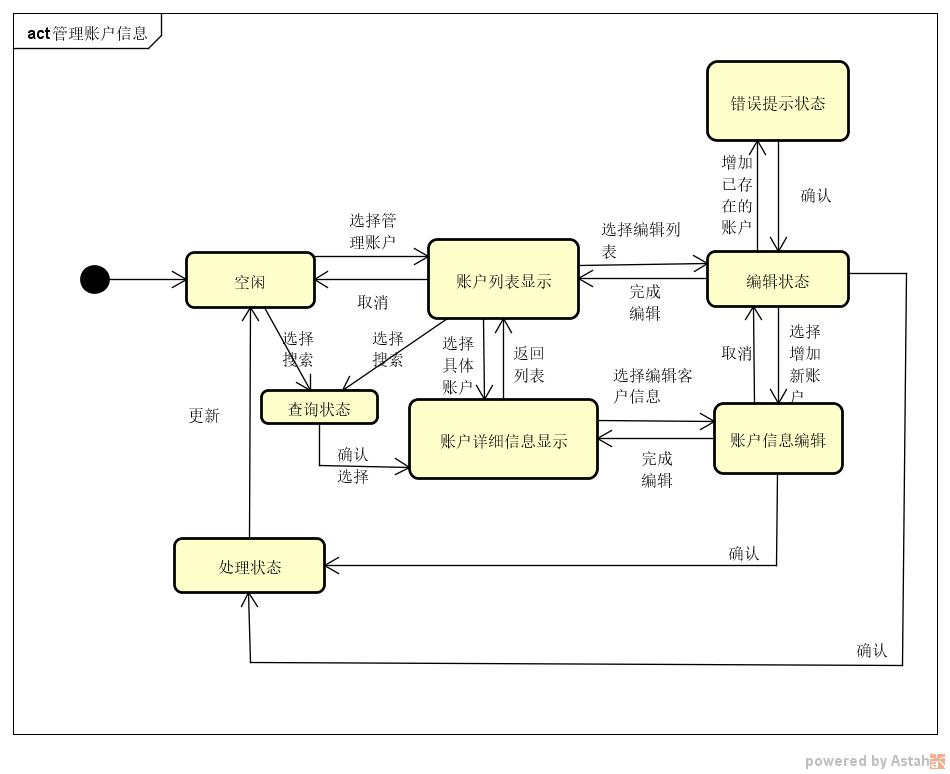 act 管理账户信息
错误提示状态
增加
已存
在的
账户
确认
选择管
理账户
选择编辑列
表
空闲
账户列表显示
编辑状态
取消
完成
编辑
选择
搜索
选择
搜索
选择
具体
账户
返回
列表
取消
选择
增加
新账
户
选择编辑客
户信息
更新
查询状态
账户详细信息显示
账户信息编辑
确认
选择
完成
编辑
确认
处理状态
确认
powered by Astah